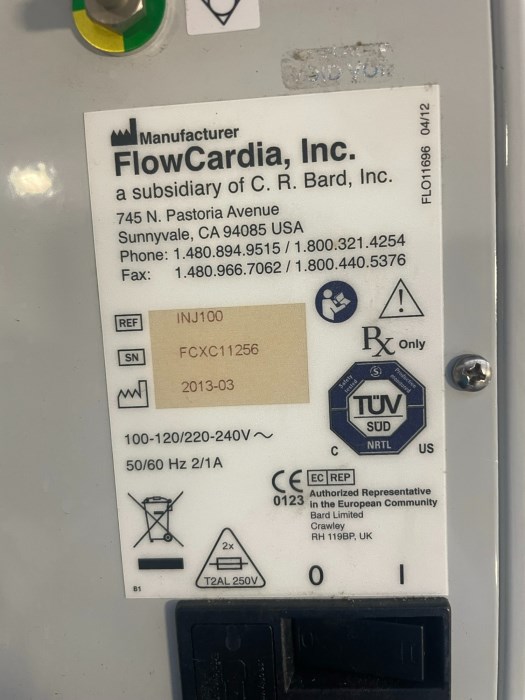 Manufacturer
FlowCardia, Inc.
a subsidiary of C. R. Bard, Inc.
745 N. Pastoria Avenue
Sunnyvale, CA 94085 USA
Phone: 1.480.894.9515 / 1.800.321.4254
Fax: 1.480.966.7062 / 1.800.440.5376
FLO11696 04/12
REF INJ100
SN FCXC11256
2013-03
Rx Only
TÜV
SÜD
NRTL
C US
100-120/220-240V ~
50/60 Hz 2/1A
CE 0123
EC REP
Authorized Representative
in the European Community
Bard Limited
Crawley
RH 119BP, UK
2x
T2AL 250V
0 I